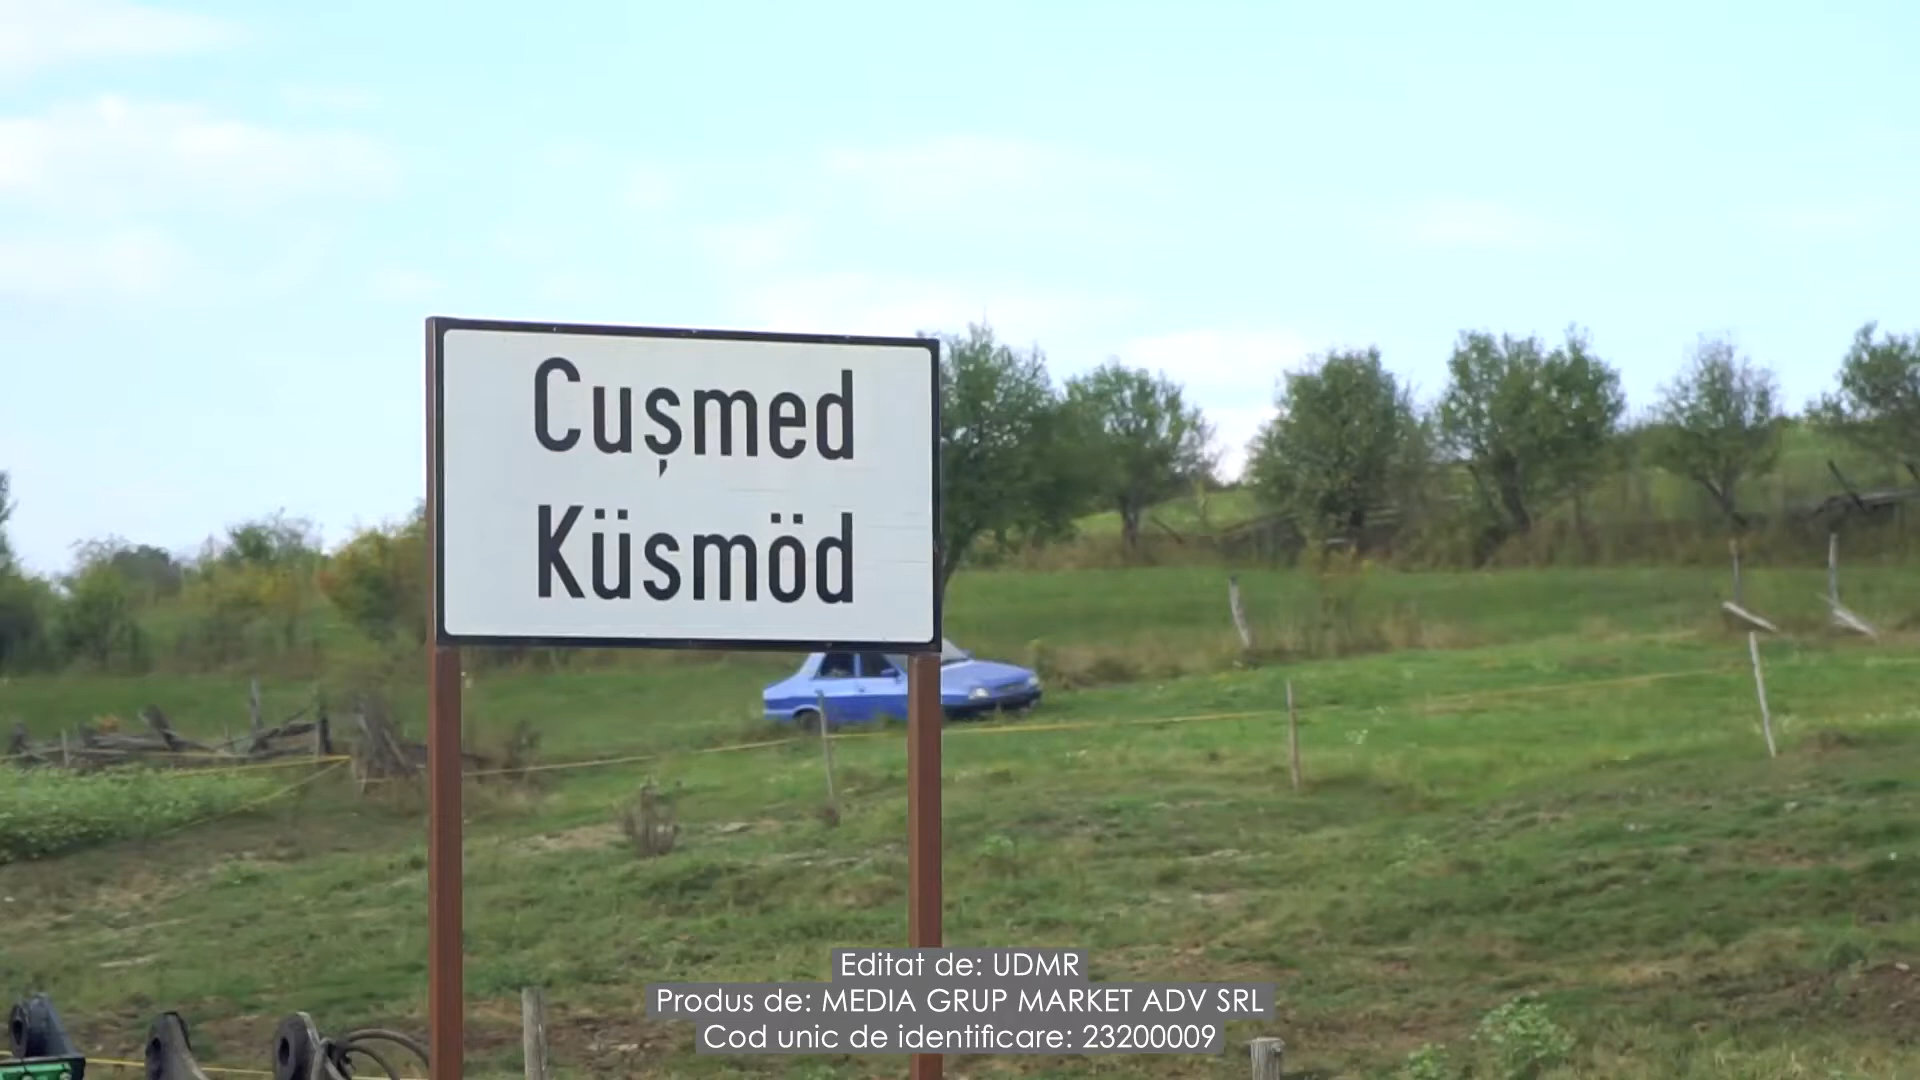 Cușmed
Küsmöd
Editat de: UDMR
Produs de: MEDIA GRUP MARKET ADV SRL
Cod unic de identificare: 23200009